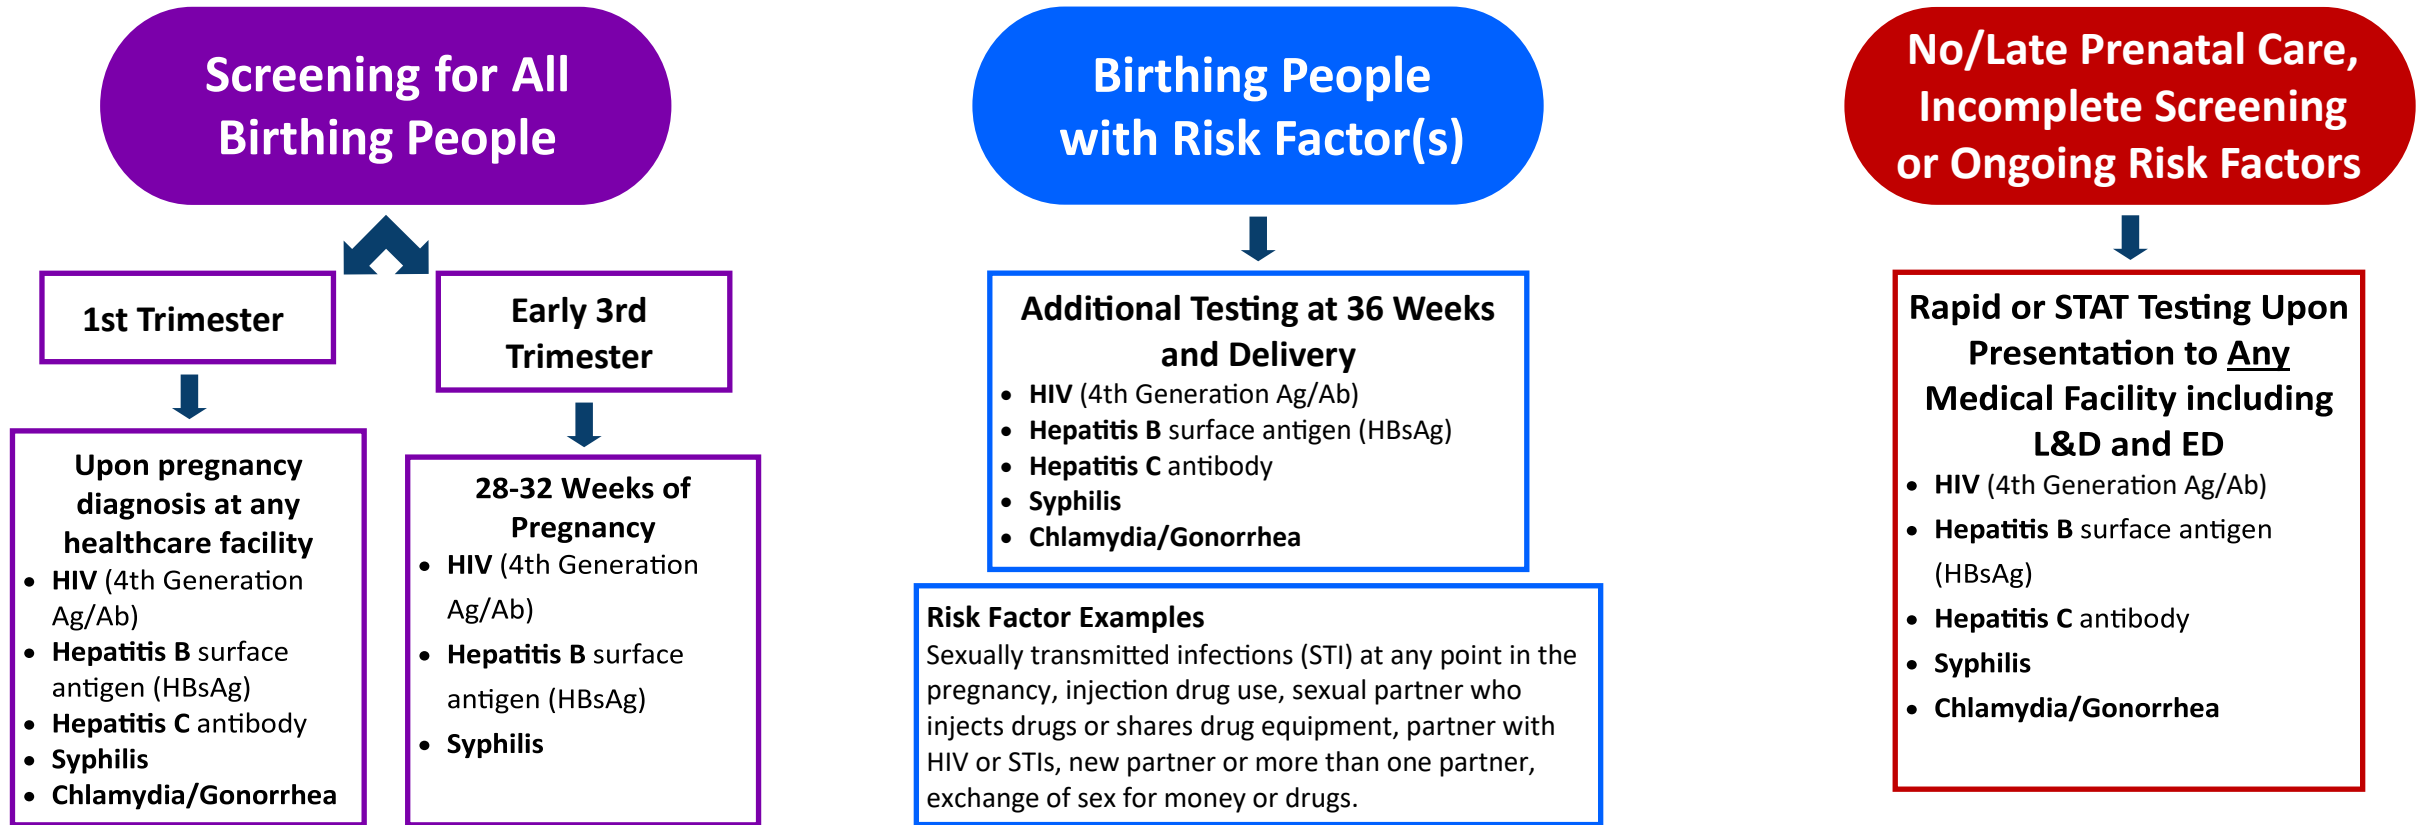 Screening for All
Birthing People
1st Trimester
Upon pregnancy
diagnosis at any
healthcare facility
• HIV (4th Generation
Ag/Ab)
• Hepatitis B surface
antigen (HBsAg)
• Hepatitis C antibody
• Syphilis
• Chlamydia/Gonorrhea
Early 3rd
Trimester
28-32 Weeks of
Pregnancy
• HIV (4th Generation
Ag/Ab)
• Hepatitis B surface
antigen (HBsAg)
• Syphilis
Birthing People
with Risk Factor(s)
Additional Testing at 36 Weeks
and Delivery
• HIV (4th Generation Ag/Ab)
• Hepatitis B surface antigen (HBsAg)
• Hepatitis C antibody
• Syphilis
• Chlamydia/Gonorrhea
Risk Factor Examples
Sexually transmitted infections (STI) at any point in the
pregnancy, injection drug use, sexual partner who
injects drugs or shares drug equipment, partner with
HIV or STIs, new partner or more than one partner,
exchange of sex for money or drugs.
No/Late Prenatal Care,
Incomplete Screening
or Ongoing Risk Factors
Rapid or STAT Testing Upon
Presentation to Any
Medical Facility including
L&D and ED
• HIV (4th Generation Ag/Ab)
• Hepatitis B surface antigen
(HBsAg)
• Hepatitis C antibody
• Syphilis
• Chlamydia/Gonorrhea